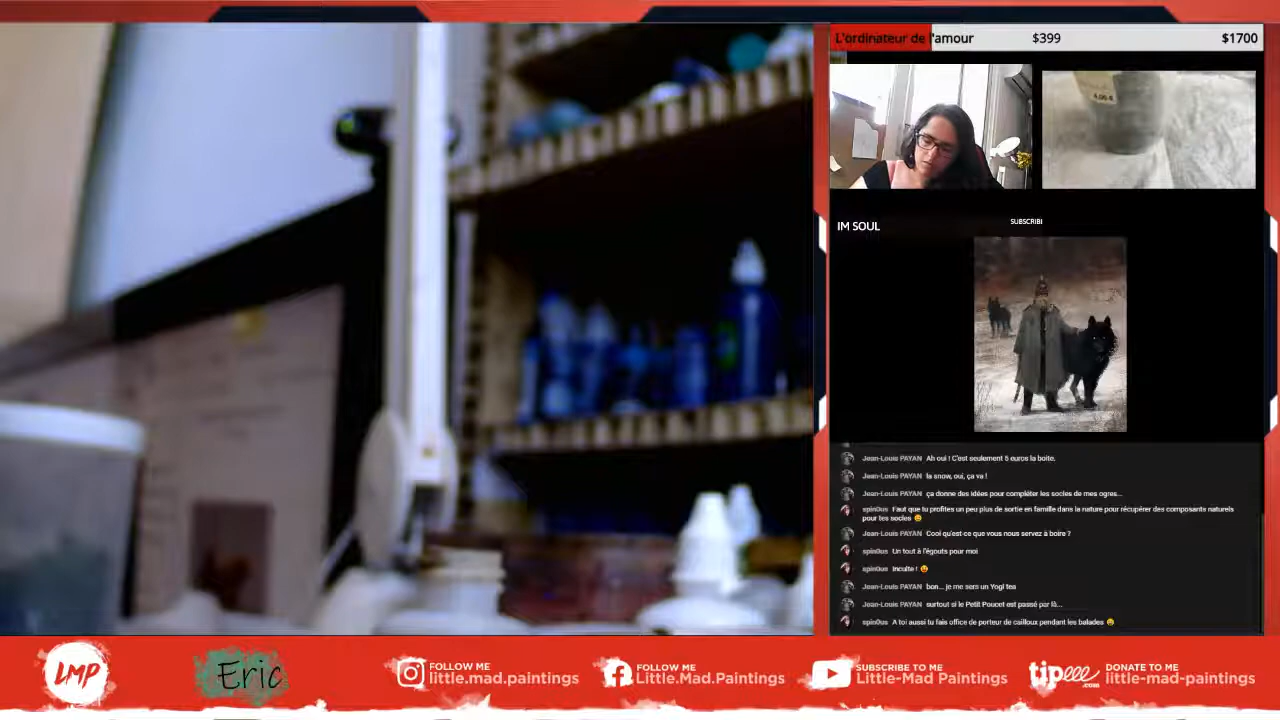 L'ordinateur de l'amour $399 $1700
4,00 €
IM SOUL
SUBSCRIBI
Jean-Louis PAYAN Ah oui ! C'est seulement 5 euros la boite.
Jean-Louis PAYAN la snow, oui, ça va !
Jean-Louis PAYAN ça donne des idées pour compléter les socles de mes ogres...
spin0us Faut que tu profites un peu plus de sortie en famille dans la nature pour récupérer des composants naturels
pour tes socles
Jean-Louis PAYAN Cool qu'est-ce que vous nous servez à boire ?
spin0us Un tout à l'égouts pour moi
spin0us Inculte !
Jean-Louis PAYAN bon... je me sers un Yogi tea
Jean-Louis PAYAN surtout si le Petit Poucet est passé par là...
spin0us A toi aussi tu fais office de porteur de cailloux pendant les balades
LMP
Eric
FOLLOW ME
little.mad.paintings
FOLLOW ME
Little.Mad.Paintings
SUBSCRIBE TO ME
Little-Mad Paintings
tipeee.com
DONATE TO ME
little-mad-paintings